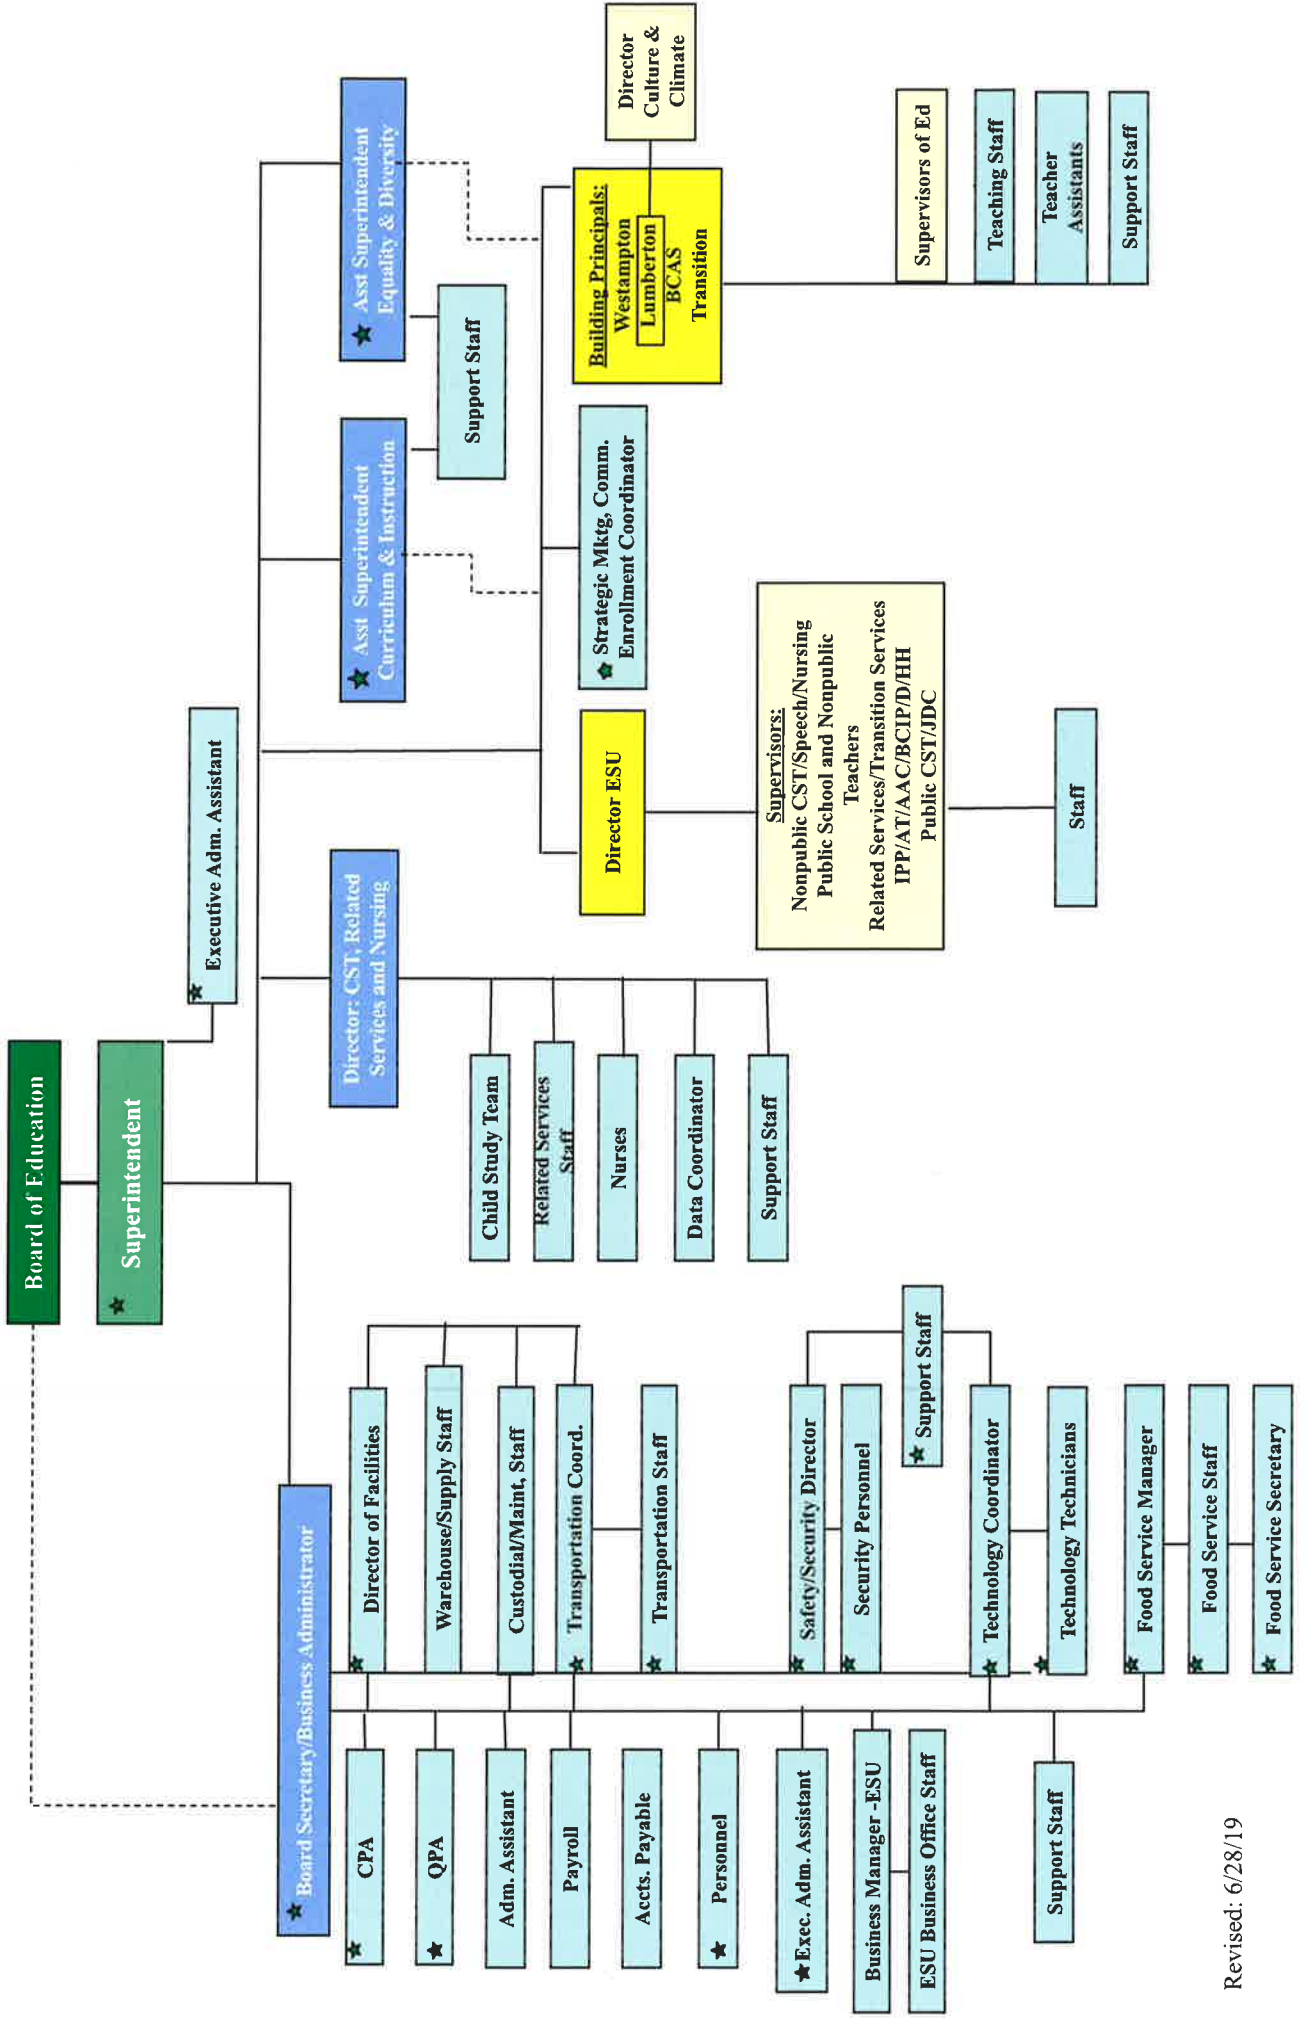 Board of Education
Superintendent
Executive Adm. Assistant
Board Secretary/Business Administrator
Director: CST, Related
Services and Nursing
Asst Superintendent
Curriculum & Instruction
Asst Superintendent
Equality & Diversity
Support Staff
CPA
QPA
Adm. Assistant
Payroll
Accts. Payable
Personnel
Exec. Adm. Assistant
Business Manager -ESU
ESU Business Office Staff
Support Staff
Director of Facilities
Warehouse/Supply Staff
Custodial/Maint, Staff
Transportation Coord.
Transportation Staff
Safety/Security Director
Security Personnel
Support Staff
Technology Coordinator
Technology Technicians
Food Service Manager
Food Service Staff
Food Service Secretary
Child Study Team
Related Services
Staff
Nurses
Data Coordinator
Support Staff
Director ESU
Supervisors:
Nonpublic CST/Speech/Nursing
Public School and Nonpublic
Teachers
Related Services/Transition Services
IPP/AT/AAC/BCIP/D/HH
Public CST/JDC
Staff
Strategic Mktg, Comm.
Enrollment Coordinator
Building Principals:
Westampton
Lumberton
BCAS
Transition
Director
Culture &
Climate
Supervisors of Ed
Teaching Staff
Teacher
Assistants
Support Staff
Revised: 6/28/19